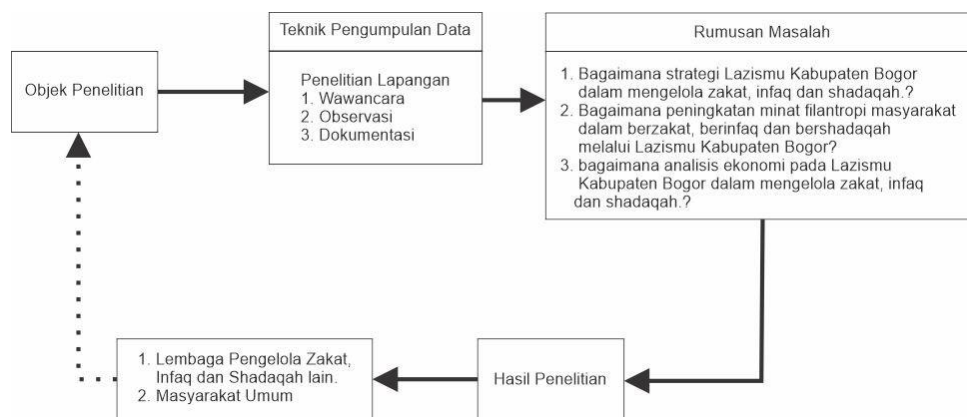 Objek Penelitian
Teknik Pengumpulan Data
Penelitian Lapangan
1. Wawancara
2. Observasi
3. Dokumentasi
Rumusan Masalah
1. Bagaimana strategi Lazismu Kabupaten Bogor
dalam mengelola zakat, infaq dan shadaqah.?
2. Bagaimana peningkatan minat filantropi masyarakat
dalam berzakat, berinfaq dan bershadaqah
melalui Lazismu Kabupaten Bogor?
3. bagaimana analisis ekonomi pada Lazismu
Kabupaten Bogor dalam mengelola zakat, infaq
dan shadaqah.?
Hasil Penelitian
1. Lembaga Pengelola Zakat,
Infaq dan Shadaqah lain.
2. Masyarakat Umum